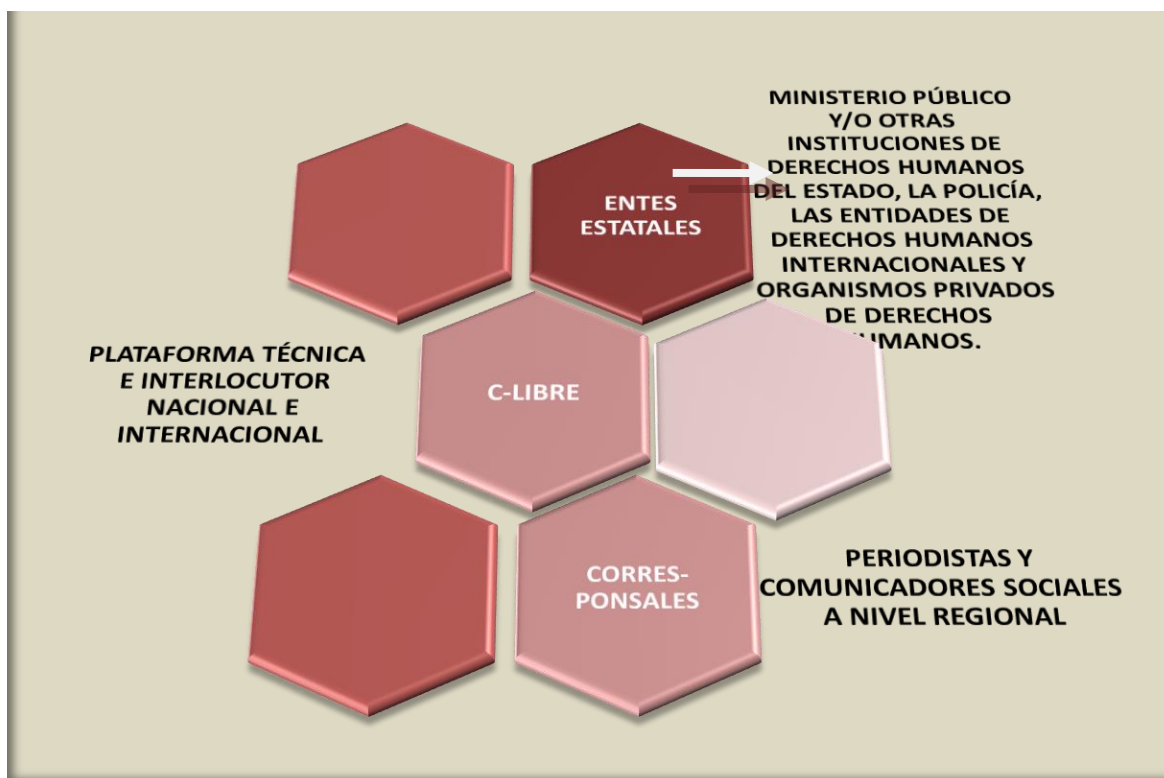 MINISTERIO PÚBLICO
Y/O OTRAS
INSTITUCIONES DE
DERECHOS HUMANOS
DEL ESTADO, LA POLICÍA,
LAS ENTIDADES DE
DERECHOS HUMANOS
INTERNACIONALES Y
ORGANISMOS PRIVADOS
DE DERECHOS
UMANOS.
ENTES
ESTATALES
PLATAFORMA TÉCNICA
E INTERLOCUTOR
NACIONAL E
INTERNACIONAL
C-LIBRE
CORRES-
PONSALES
PERIODISTAS Y
COMUNICADORES SOCIALES
A NIVEL REGIONAL